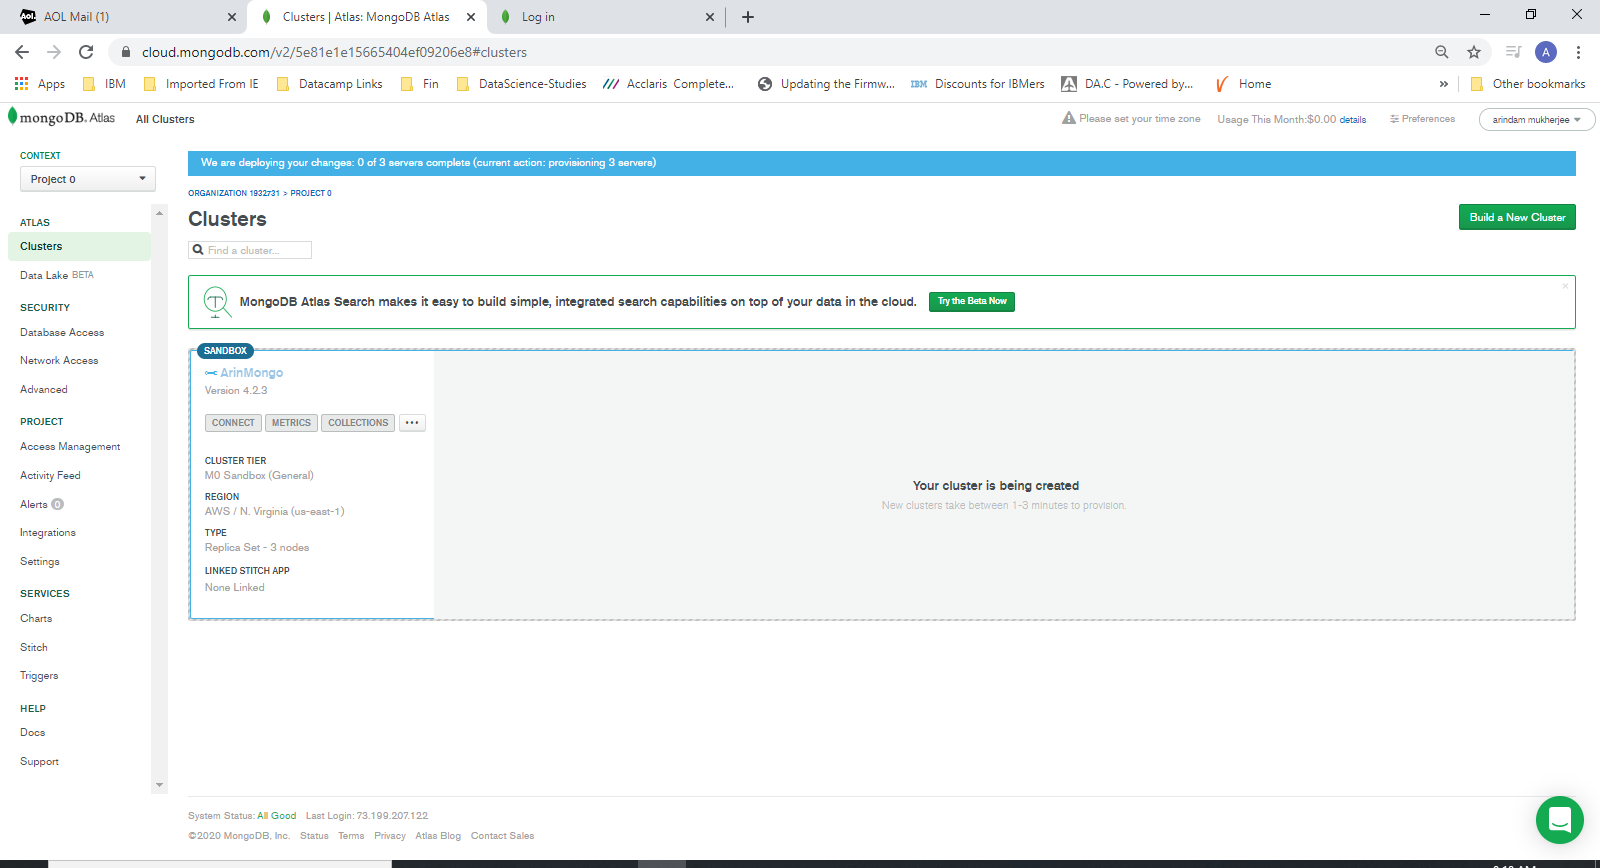 AOL Mail (1)
Clusters | Atlas: MongoDB Atlas
Log in
cloud.mongodb.com/v2/5e81e1e15665404ef09206e8#clusters
A
Apps
IBM
Imported From IE
Datacamp Links
Fin
DataScience-Studies
Acclaris Complete...
Updating the Firmw...
IBM Discounts for IBMers
DA.C - Powered by...
Home
»
Other bookmarks
mongoDB. Atlas
All Clusters
Please set your time zone
Usage This Month:$0.00 details
Preferences
arindam mukherjee
CONTEXT
Project 0
ATLAS
Clusters
Data Lake BETA
SECURITY
Database Access
Network Access
Advanced
PROJECT
Access Management
Activity Feed
Alerts 0
Integrations
Settings
SERVICES
Charts
Stitch
Triggers
HELP
Docs
Support
We are deploying your changes: 0 of 3 servers complete (current action: provisioning 3 servers)
ORGANIZATION 1932731 > PROJECT 0
Clusters
Build a New Cluster
Find a cluster...
MongoDB Atlas Search makes it easy to build simple, integrated search capabilities on top of your data in the cloud.
Try the Beta Now
SANDBOX
ArinMongo
Version 4.2.3
CONNECT
METRICS
COLLECTIONS
...
CLUSTER TIER
M0 Sandbox (General)
REGION
AWS / N. Virginia (us-east-1)
TYPE
Replica Set - 3 nodes
LINKED STITCH APP
None Linked
Your cluster is being created
New clusters take between 1-3 minutes to provision.
System Status: All Good Last Login: 73.199.207.122
©2020 MongoDB, Inc. Status Terms Privacy Atlas Blog Contact Sales